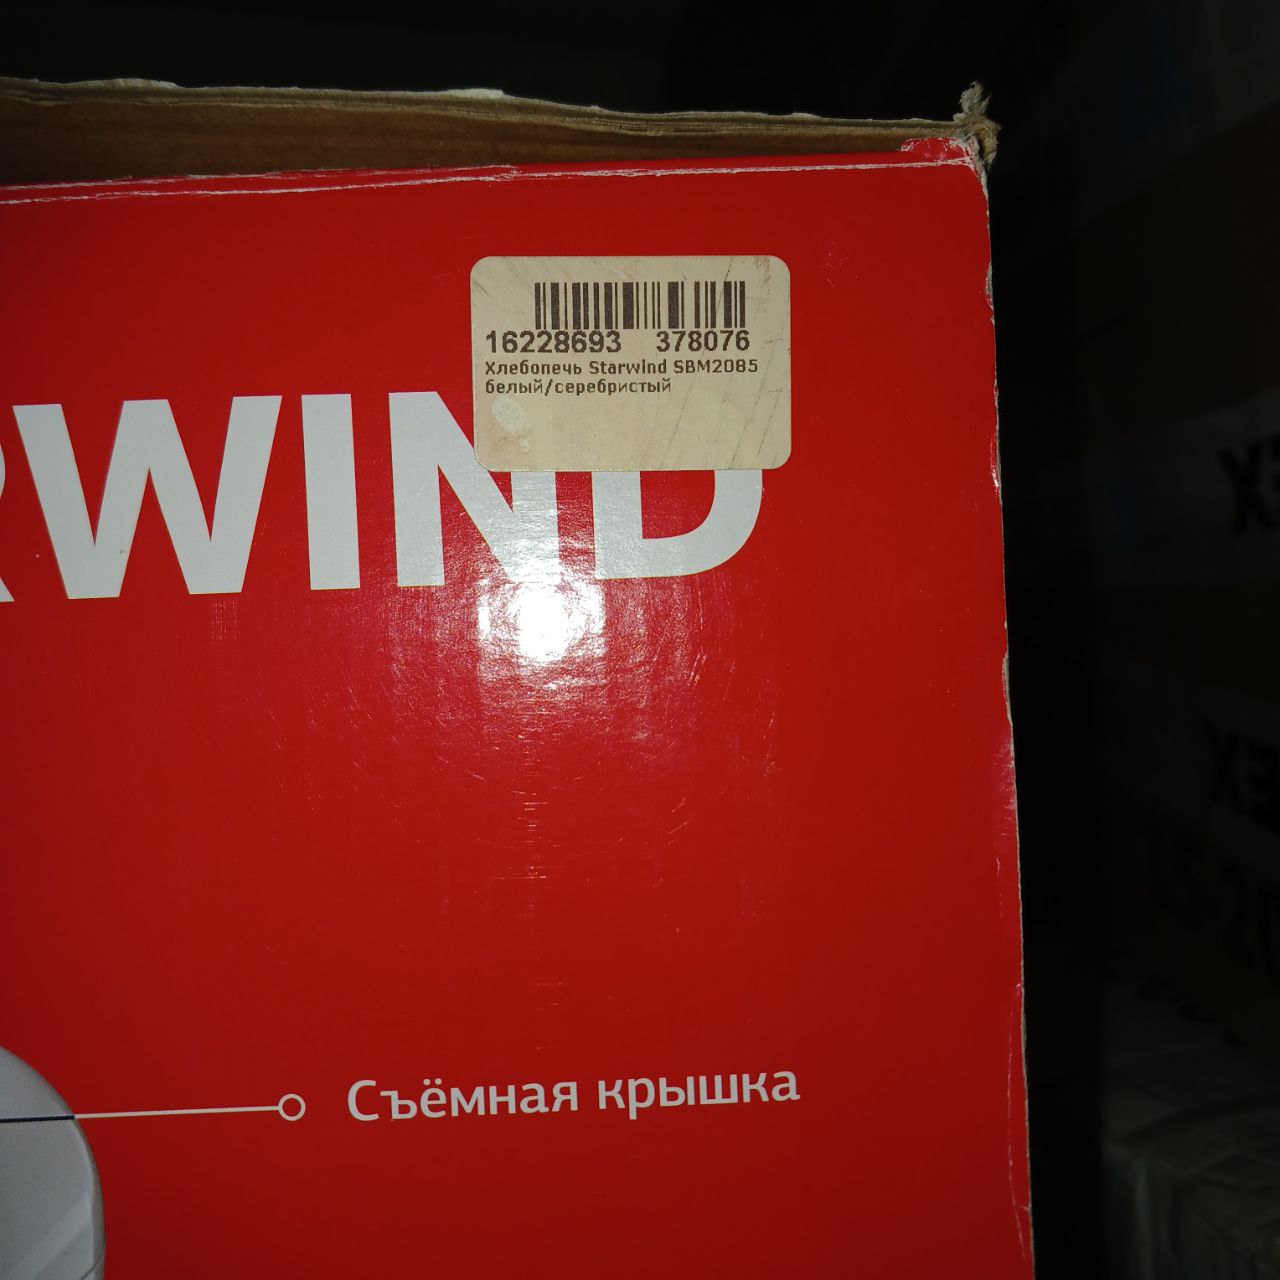 16228693 378076
Хлебопечь Starwind SBM2085
белый/серебристый
RWIND
Съёмная крышка